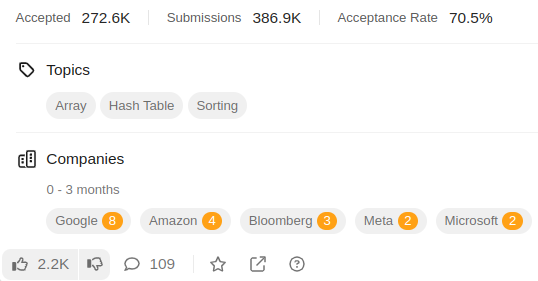 Accepted 272.6K Submissions 386.9K Acceptance Rate 70.5%
Topics
Array Hash Table Sorting
Companies
0 - 3 months
Google 8 Amazon 4 Bloomberg 3 Meta 2 Microsoft 2
2.2K 109